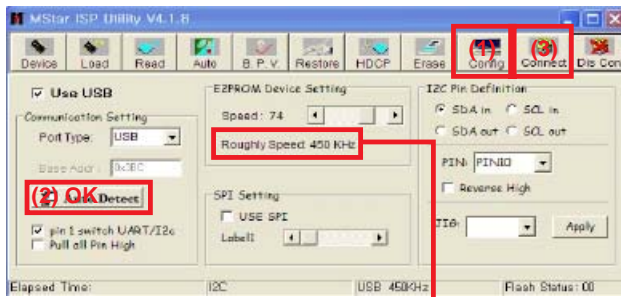 MStar ISP Utility V4.1.8
Device Load Read Auto B.P.V. Restore HDCP Erase Config Connect Dis Con
(1) (3)
Use USB
Communication Setting
Port Type: USB
Base Addr: 0x3BC
(2) OK
Auto Detect
pin 1 switch UART/I2c
Pull all Pin High
E2PROM Device Setting
Speed: 74
Roughly Speed: 450 KHz
SPI Setting
USE SPI
Label1
I2C Pin Definition
SDA in SCL in
SDA out SCL out
PIN: PIN10
Reverse High
JIG: Apply
Elapsed Time: I2C USB 450KHz Flash Status: 00